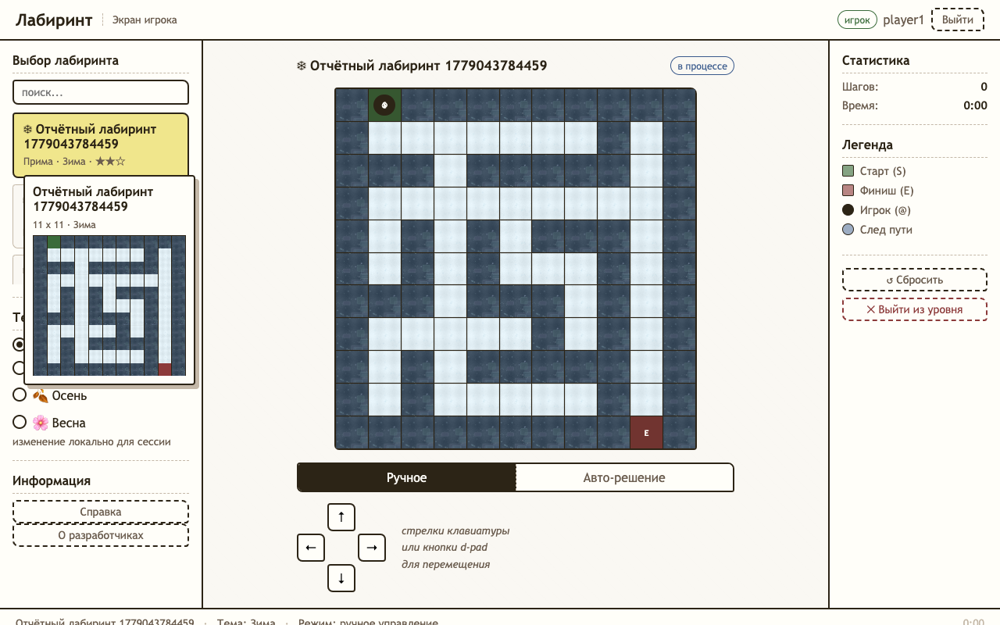 Лабиринт
Экран игрока
игрок
player1
Выйти
Выбор лабиринта
поиск...
❄ Отчётный лабиринт
1779043784459
Прима · Зима · ★★☆
Отчётный лабиринт
1779043784459
11 x 11 · Зима
Те
🍂 Осень
🌸 Весна
изменение локально для сессии
Информация
Справка
О разработчиках
❄ Отчётный лабиринт 1779043784459
в процессе
E
Ручное
Авто-решение
↑
←
→
↓
стрелки клавиатуры
или кнопки d-pad
для перемещения
Статистика
Шагов: 0
Время: 0:00
Легенда
Старт (S)
Финиш (E)
Игрок (@)
След пути
↺ Сбросить
✕ Выйти из уровня
Отчётный лабиринт 1779043784459 · Тема: Зима · Режим: ручное управление
0:00